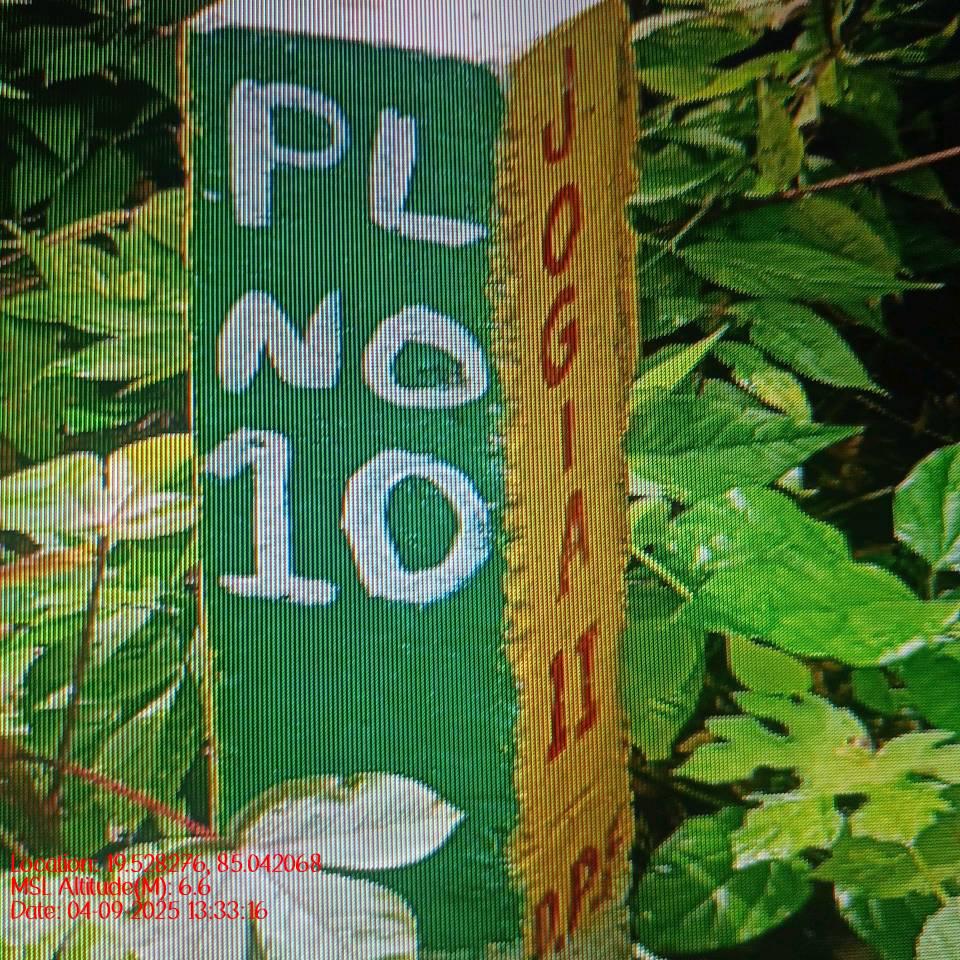 PL
NO
10
JOGIA II
Location: 19.528276, 85.042068
MSL Altitude(M): 6.6
Date: 04-09-2025 13:33:16